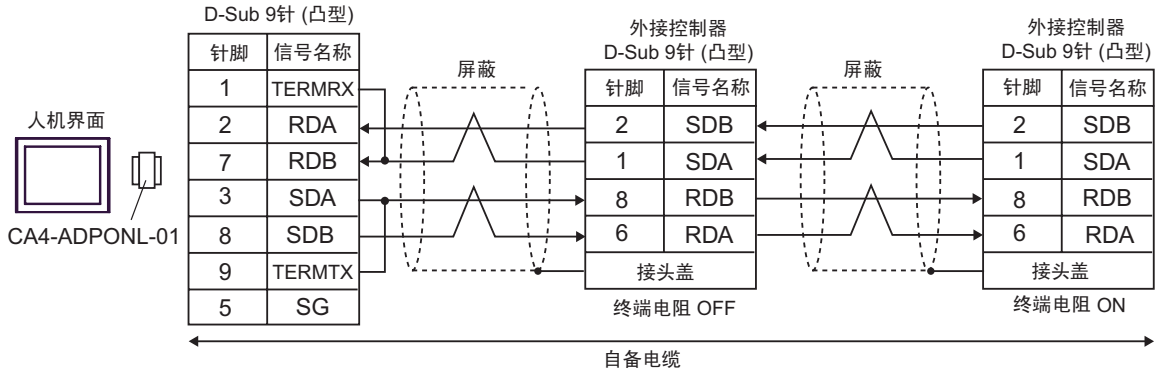 D-Sub 9针 (凸型)
针脚 信号名称
1 TERMRX
2 RDA
7 RDB
3 SDA
8 SDB
9 TERMTX
5 SG
人机界面
CA4-ADPONL-01
屏蔽
外接控制器
D-Sub 9针 (凸型)
针脚 信号名称
2 SDB
1 SDA
8 RDB
6 RDA
接头盖
终端电阻 OFF
屏蔽
外接控制器
D-Sub 9针 (凸型)
针脚 信号名称
2 SDB
1 SDA
8 RDB
6 RDA
接头盖
终端电阻 ON
自备电缆